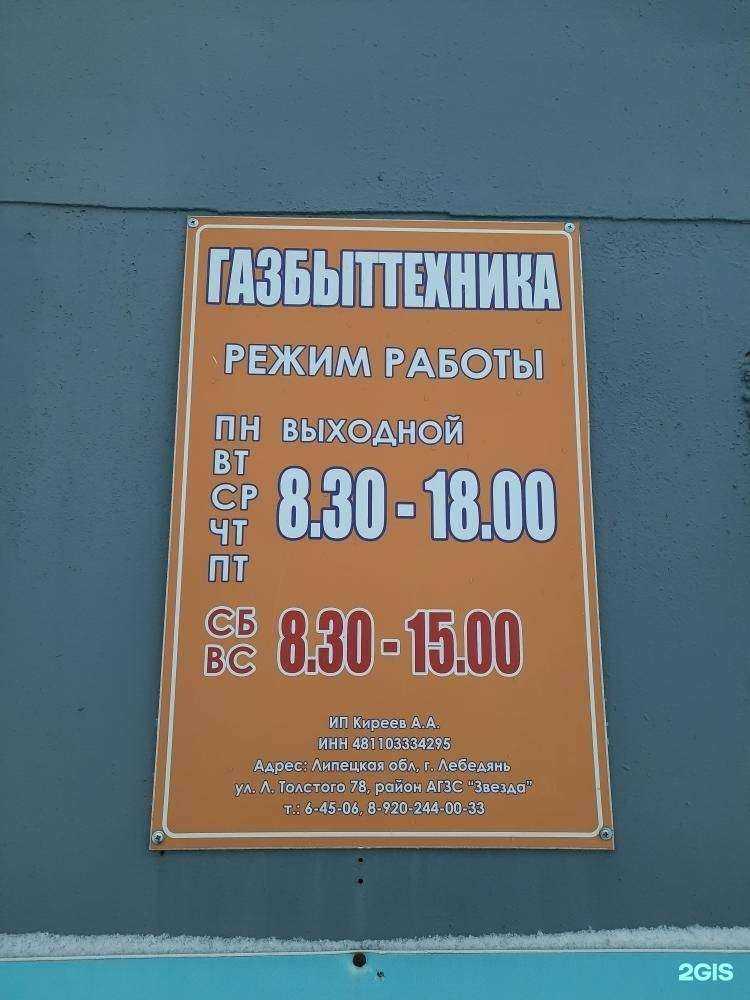 ГАЗБЫТТЕХНИКА
РЕЖИМ РАБОТЫ
ПН ВЫХОДНОЙ
ВТ
СР 8.30 - 18.00
ЧТ
ПТ
СБ 8.30 - 15.00
ВС
ИП Киреев А.А.
ИНН 481103334295
Адрес: Липецкая обл, г. Лебедянь
ул. Л. Толстого 78, район АГЗС "Звезда"
т.: 6-45-06, 8-920-244-00-33
2GIS